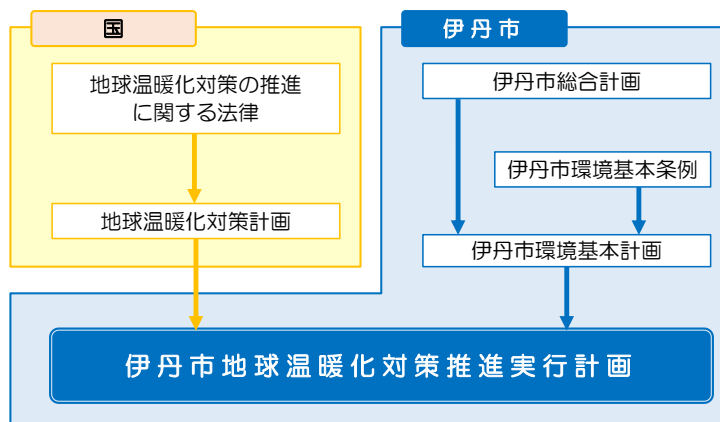 国
地球温暖化対策の推進
に関する法律
地球温暖化対策計画
伊丹市
伊丹市総合計画
伊丹市環境基本条例
伊丹市環境基本計画
伊丹市地球温暖化対策推進実行計画